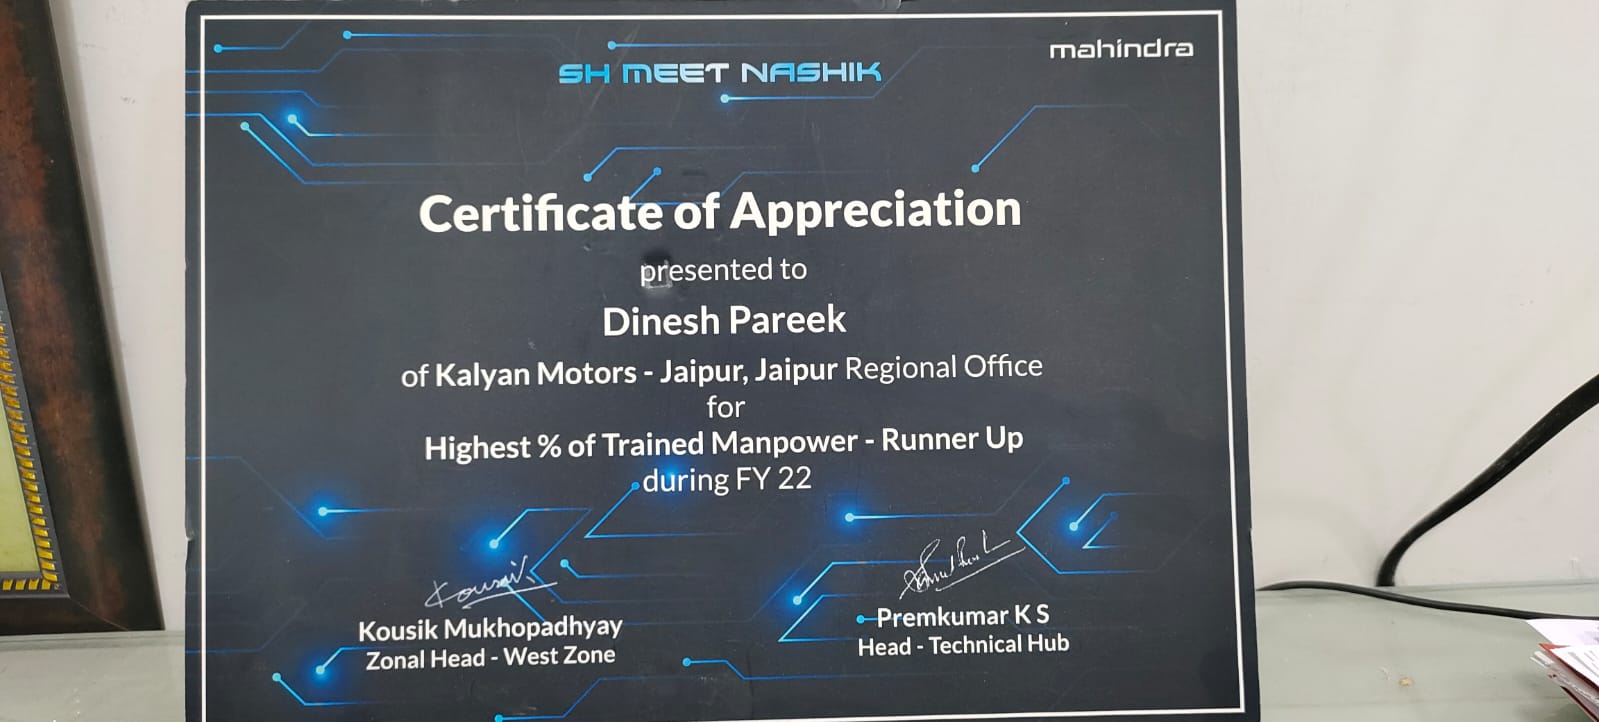 mahindra
SH MEET NASHIK
Certificate of Appreciation
presented to
Dinesh Pareek
of Kalyan Motors - Jaipur, Jaipur Regional Office
for
Highest % of Trained Manpower - Runner Up
during FY 22
Kousik
Kousik Mukhopadhyay
Zonal Head - West Zone
Premkumar K S
Head - Technical Hub